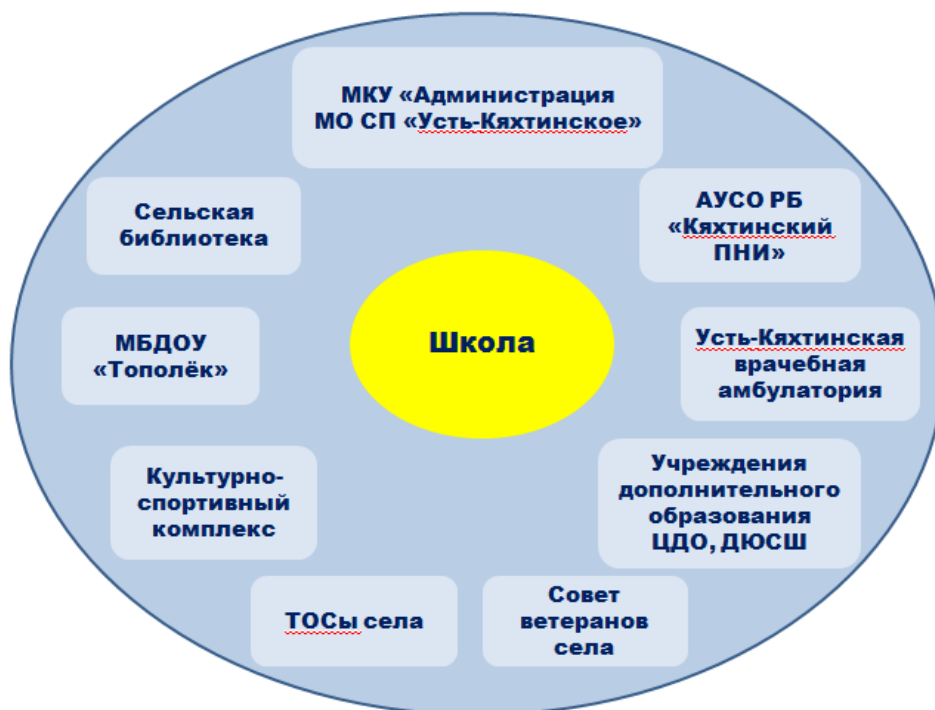 МКУ «Администрация
МО СП «Усть-Кяхтинское»
Сельская
библиотека
АУСО РБ
«Кяхтинский
ПНИ»
Школа
МБДОУ
«Тополёк»
Усть-Кяхтинская
врачебная
амбулатория
Культурно-
спортивный
комплекс
Учреждения
дополнительного
образования
ЦДО, ДЮСШ
ТОСы села
Совет
ветеранов
села